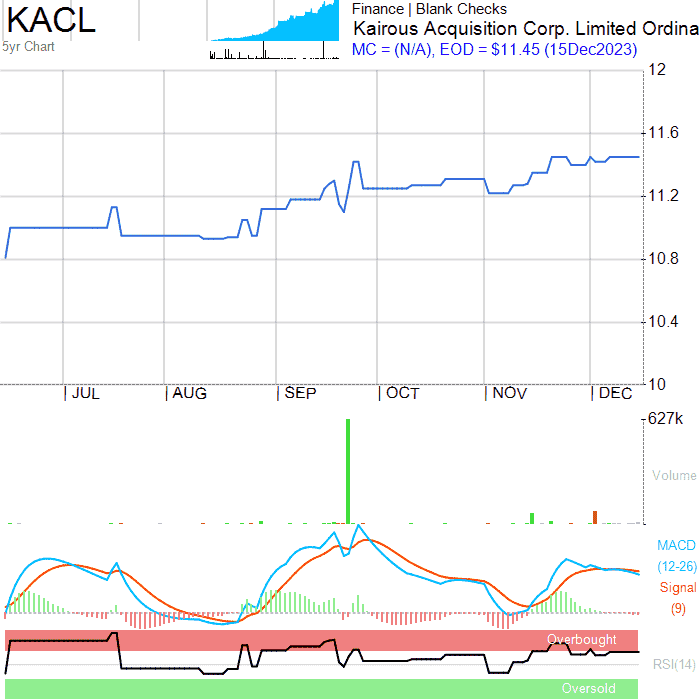 KACL
5yr Chart
Finance | Blank Checks
Kairous Acquisition Corp. Limited Ordina
MC = (N/A), EOD = $11.45 (15Dec2023)
12
11.6
11.2
10.8
10.4
10
| JUL | AUG | SEP | OCT | NOV | DEC
627k
Volume
MACD
(12-26)
Signal
(9)
Overbought
RSI(14)
Oversold